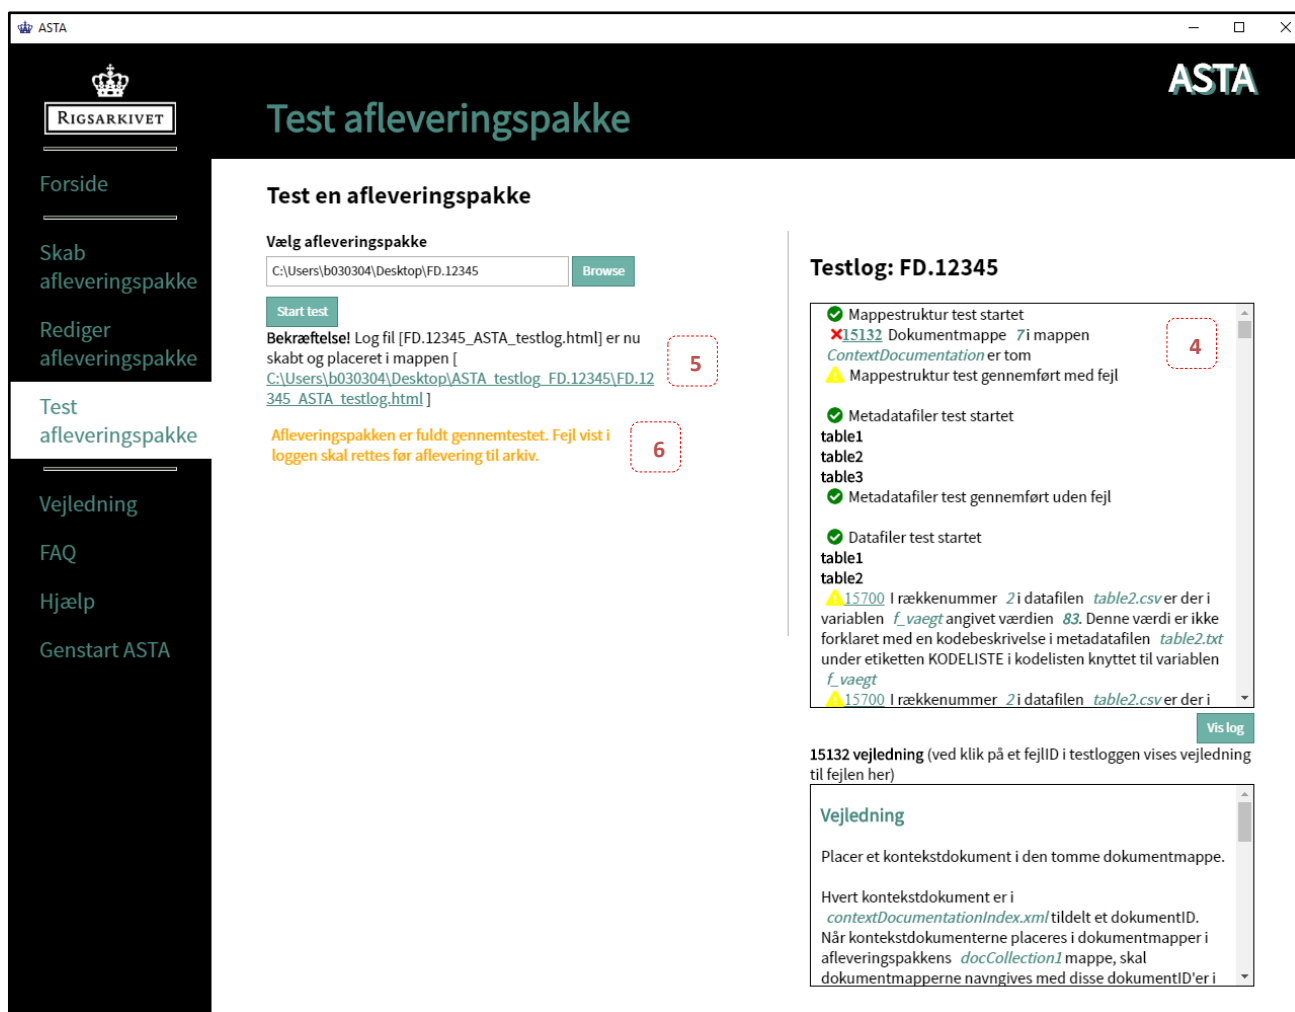 ASTA
RIGSARKIVET
ASTA
Test afleveringspakke
Forside
Skab
afleveringspakke
Rediger
afleveringspakke
Test
afleveringspakke
Vejledning
FAQ
Hjælp
Genstart ASTA
Test en afleveringspakke
Vælg afleveringspakke
C:\Users\b030304\Desktop\FD.12345
Browse
Start test
Bekræftelse! Log fil [FD.12345_ASTA_testlog.html] er nu
skabt og placeret i mappen [
C:\Users\b030304\Desktop\ASTA_testlog_FD.12345\FD.12
345_ASTA_testlog.html ]
5
Afleveringspakken er fuldt gennemtestet. Fejl vist i
loggen skal rettes før aflevering til arkiv.
6
Testlog: FD.12345
Mappestruktur test startet
15132 Dokumentmappe 7 i mappen
ContextDocumentation er tom
Mappestruktur test gennemført med fejl
4
Metadatafiler test startet
table1
table2
table3
Metadatafiler test gennemført uden fejl
Datafiler test startet
table1
table2
15700 I rækkenummer 2 i datafilen table2.csv er der i
variablen f_vaegt angivet værdien 83. Denne værdi er ikke
forklaret med en kodebeskrivelse i metadatafilen table2.txt
under etiketten KODELISTE i kodelisten knyttet til variablen
f_vaegt
15700 I rækkenummer 2 i datafilen table2.csv er der i
Vis log
15132 vejledning (ved klik på et fejlID i testloggen vises vejledning
til fejlen her)
Vejledning
Placer et kontekstdokument i den tomme dokumentmappe.
Hvert kontekstdokument er i
contextDocumentationIndex.xml tildelt et dokumentID.
Når kontekstdokumenterne placeres i dokumentmapper i
afleveringspakkens docCollection1 mappe, skal
dokumentmapperne navngives med disse dokumentID'er i